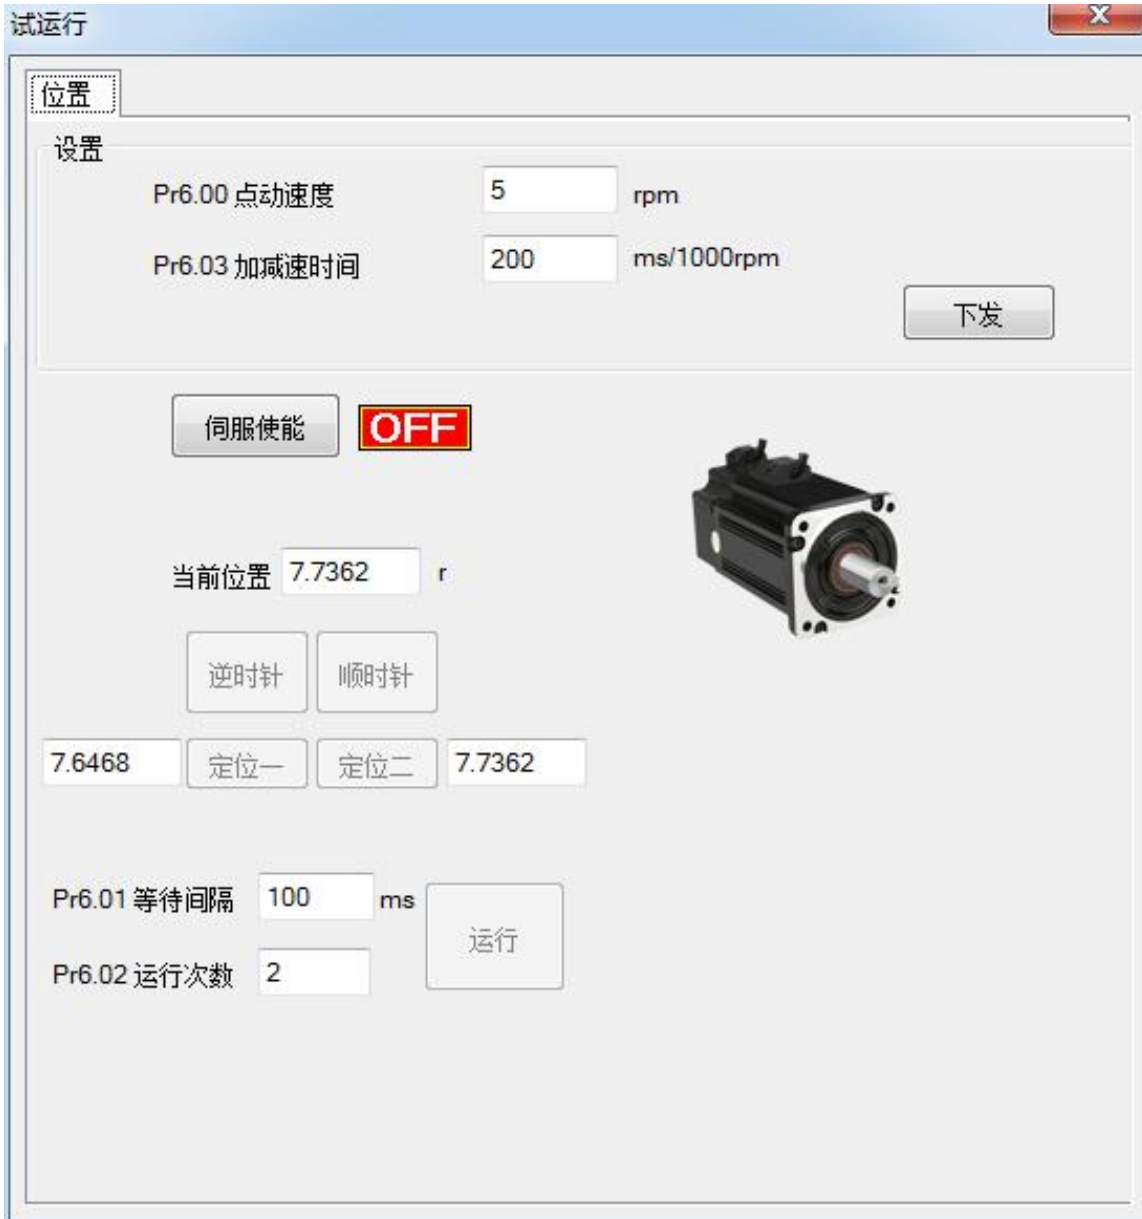 试运行
X
位置
设置
Pr6.00 点动速度 5 rpm
Pr6.03 加减速时间 200 ms/1000rpm
下发
伺服使能 OFF
当前位置 7.7362 r
逆时针 顺时针
7.6468 定位一 定位二 7.7362
Pr6.01 等待间隔 100 ms
运行
Pr6.02 运行次数 2